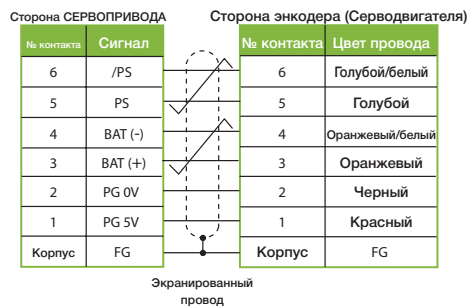 Сторона СЕРВОПРИВОДА Сторона энкодера (Серводвигателя)
№ контакта Сигнал № контакта Цвет провода
6 /PS 6 Голубой/белый
5 PS 5 Голубой
4 BAT (-) 4 Оранжевый/белый
3 BAT (+) 3 Оранжевый
2 PG 0V 2 Черный
1 PG 5V 1 Красный
Корпус FG Корпус FG
Экранированный
провод